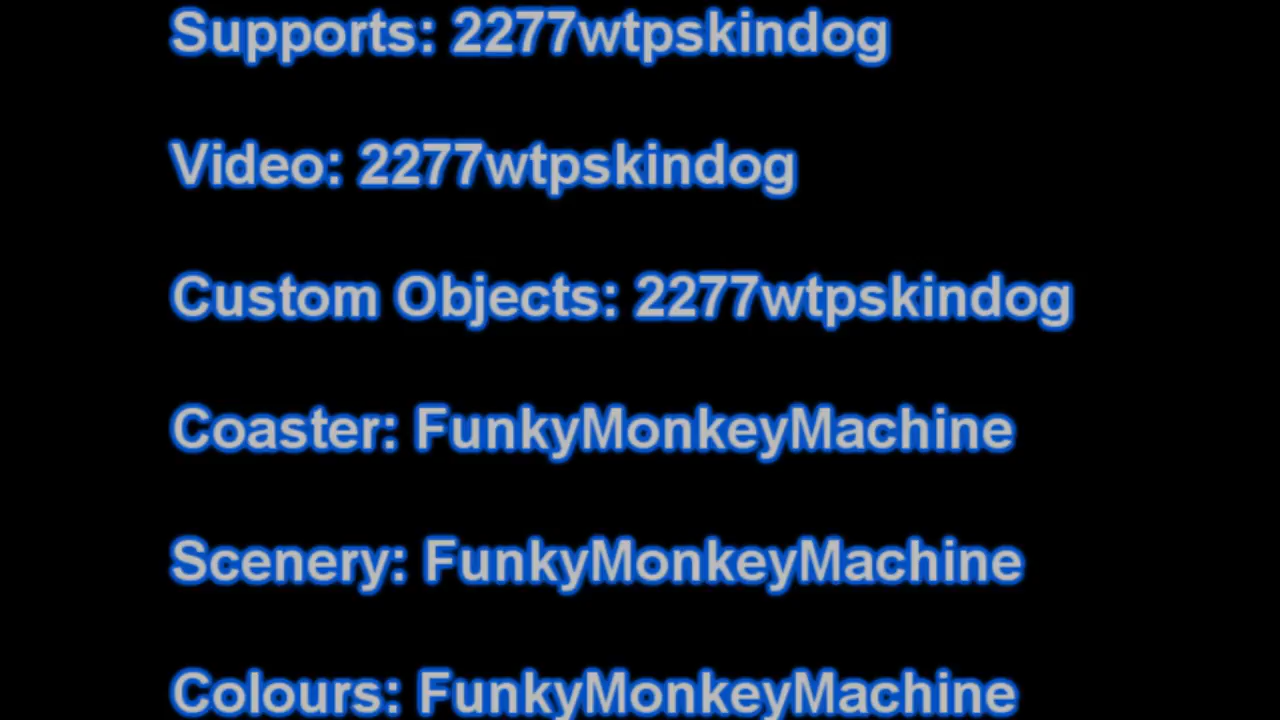 Supports: 2277wtpskindog
Video: 2277wtpskindog
Custom Objects: 2277wtpskindog
Coaster: FunkyMonkeyMachine
Scenery: FunkyMonkeyMachine
Colours: FunkyMonkeyMachine